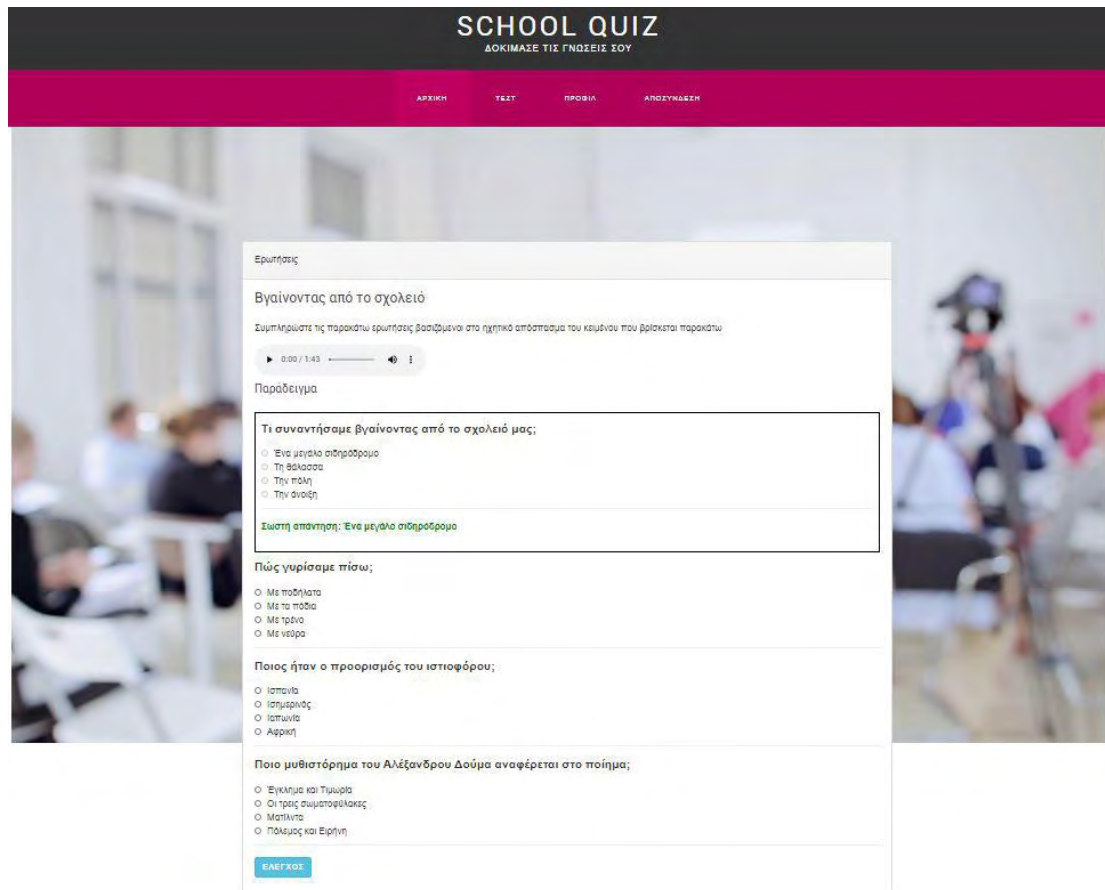 SCHOOL QUIZ
ΔΟΚΙΜΑΣΕ ΤΙΣ ΓΝΩΣΕΙΣ ΣΟΥ
ΑΡΧΙΚΗ ΤΕΣΤ ΠΡΟΦΙΛ ΑΠΟΣΥΝΔΕΣΗ
Ερωτήσεις
Βγαίνοντας από το σχολειό
Συμπληρώστε τις παρακάτω ερωτήσεις βασιζόμενοι στο ηχητικό απόσπασμα του κειμένου που βρίσκεται παρακάτω
0:00 / 1:43
Παράδειγμα
Τι συναντήσαμε βγαίνοντας από το σχολειό μας;
Ένα μεγάλο σιδηρόδρομο
Τη θάλασσα
Την πόλη
Την άνοιξη
Σωστή απάντηση: Ένα μεγάλο σιδηρόδρομο
Πώς γυρίσαμε πίσω;
Με ποδήλατα
Με τα πόδια
Με τρένο
Με νεύρα
Ποιος ήταν ο προορισμός του ιστιοφόρου;
Ισπανία
Ισημερινός
Ιαπωνία
Αφρική
Ποιο μυθιστόρημα του Αλέξανδρου Δούμα αναφέρεται στο ποίημα;
Έγκλημα και Τιμωρία
Οι τρεις σωματοφύλακες
Ματίλντα
Πόλεμος και Ειρήνη
ΕΛΕΓΧΟΣ